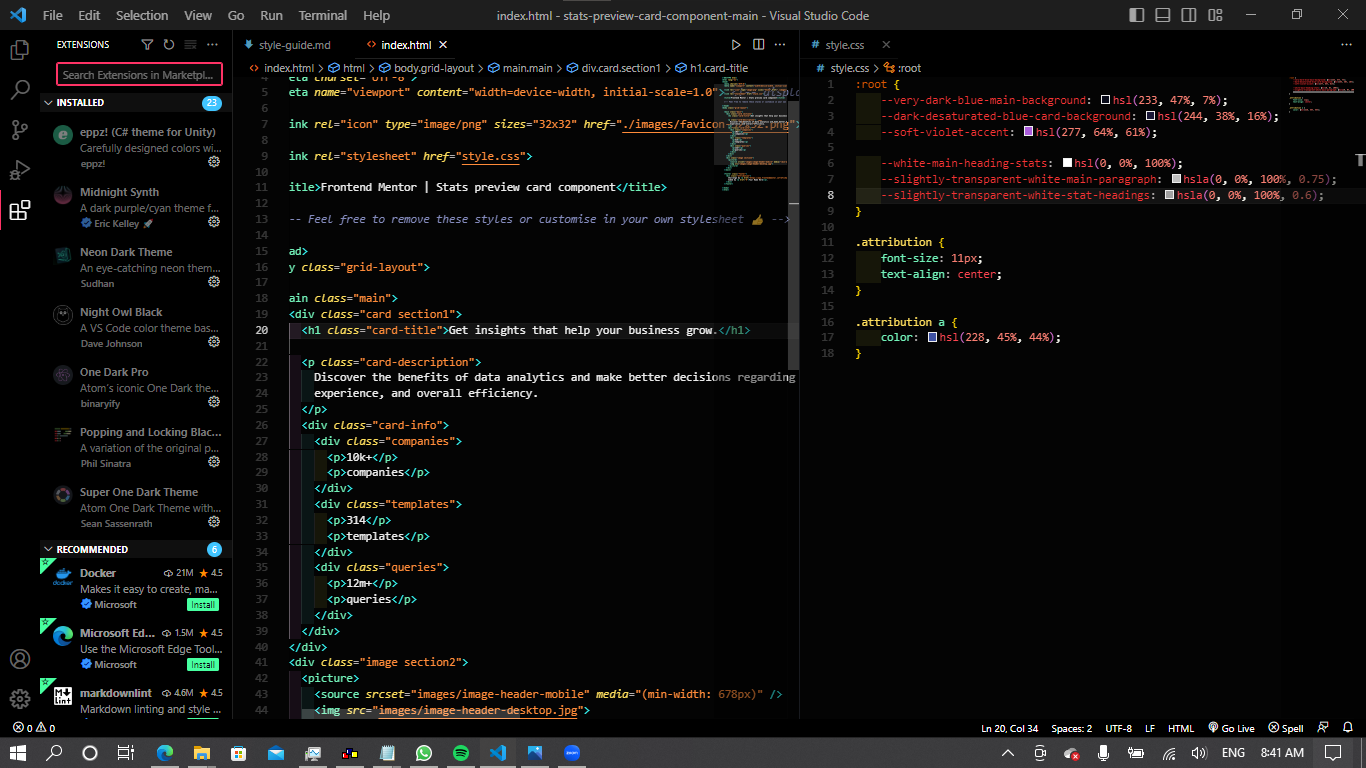 File Edit Selection View Go Run Terminal Help
index.html - stats-preview-card-component-main - Visual Studio Code
EXTENSIONS
Search Extensions in Marketpl...
INSTALLED 23
eppz! (C# theme for Unity)
Carefully designed colors wi...
eppz!
Midnight Synth
A dark purple/cyan theme f...
Eric Kelley 🚀
Neon Dark Theme
An eye-catching neon them...
Sudhan
Night Owl Black
A VS Code color theme bas...
Dave Johnson
One Dark Pro
Atom's iconic One Dark the...
binaryify
Popping and Locking Blac...
A variation of the original p...
Phil Sinatra
Super One Dark Theme
Atom One Dark Theme with...
Sean Sassenrath
RECOMMENDED 6
Docker 21M ★ 4.5
Makes it easy to create, ma...
Microsoft Install
Microsoft Ed... 1.5M ★ 4.5
Use the Microsoft Edge Tool...
Microsoft Install
markdownlint 4.6M ★ 4.5
Markdown linting and style ...
style-guide.md index.html
index.html > html > body.grid-layout > main.main > div.card.section1 > h1.card-title
4 eta charset="UTF-8"
5 eta name="viewport" content="width=device-width, initial-scale=1.0">
6
7 ink rel="icon" type="image/png" sizes="32x32" href="./images/favicon-32x32.png">
8
9 ink rel="stylesheet" href="style.css">
10
11 itle>Frontend Mentor | Stats preview card component</title>
12
13 -- Feel free to remove these styles or customise in your own stylesheet 👍 -->
14
15 ad>
16 y class="grid-layout">
17
18 ain class="main">
19 <div class="card section1">
20 <h1 class="card-title">Get insights that help your business grow.</h1>
21
22 <p class="card-description">
23 Discover the benefits of data analytics and make better decisions regarding
24 experience, and overall efficiency.
25 </p>
26 <div class="card-info">
27 <div class="companies">
28 <p>10k+</p>
29 <p>companies</p>
30 </div>
31 <div class="templates">
32 <p>314</p>
33 <p>templates</p>
34 </div>
35 <div class="queries">
36 <p>12m+</p>
37 <p>queries</p>
38 </div>
39 </div>
40 </div>
41 <div class="image section2">
42 <picture>
43 <source srcset="images/image-header-mobile" media="(min-width: 678px)" />
44 <img src="images/image-header-desktop.jpg">
style.css
style.css > :root
1 :root {
2 --very-dark-blue-main-background: hsl(233, 47%, 7%);
3 --dark-desaturated-blue-card-background: hsl(244, 38%, 16%);
4 --soft-violet-accent: hsl(277, 64%, 61%);
5
6 --white-main-heading-stats: hsl(0, 0%, 100%);
7 --slightly-transparent-white-main-paragraph: hsla(0, 0%, 100%, 0.75);
8 --slightly-transparent-white-stat-headings: hsla(0, 0%, 100%, 0.6);
9 }
10
11 .attribution {
12 font-size: 11px;
13 text-align: center;
14 }
15
16 .attribution a {
17 color: hsl(228, 45%, 44%);
18 }
0 0
Ln 20, Col 34 Spaces: 2 UTF-8 LF HTML Go Live Spell
ENG 8:41 AM